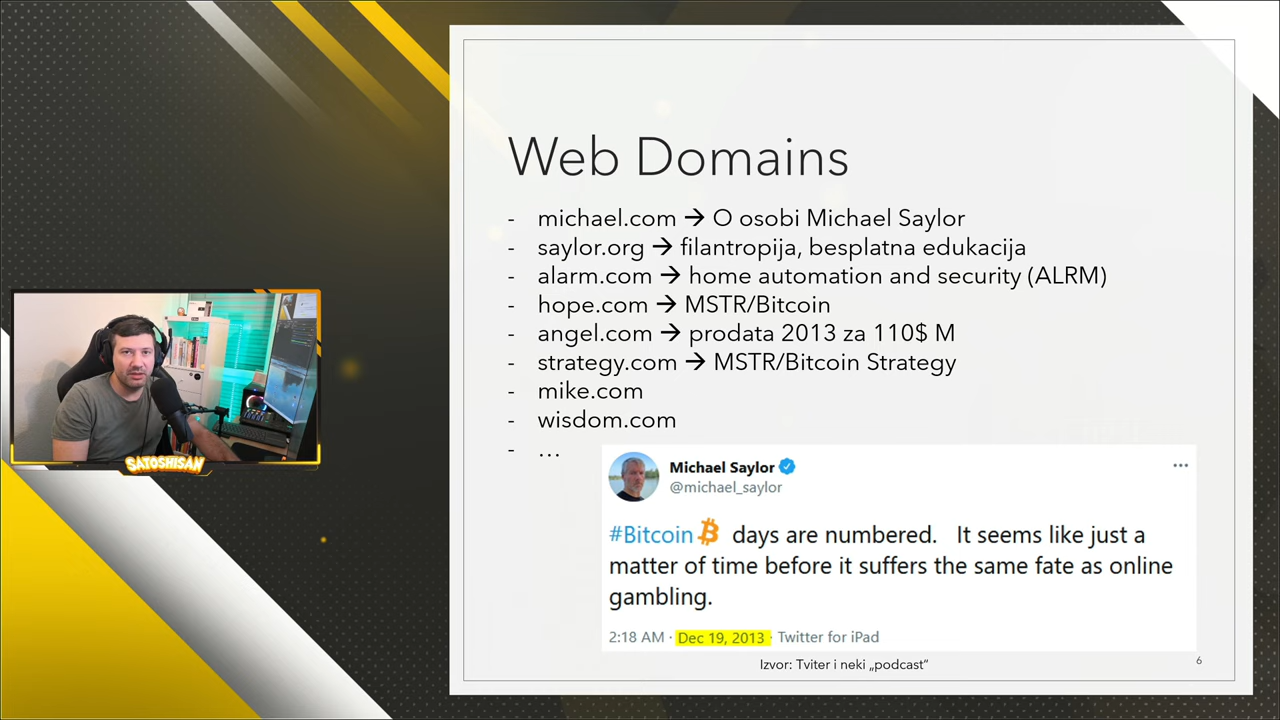 Web Domains
- michael.com → O osobi Michael Saylor
- saylor.org → filantropija, besplatna edukacija
- alarm.com → home automation and security (ALRM)
- hope.com → MSTR/Bitcoin
- angel.com → prodata 2013 za 110$ M
- strategy.com → MSTR/Bitcoin Strategy
- mike.com
- wisdom.com
- …
SATOSHISAN
Michael Saylor
@michael_saylor
#Bitcoin days are numbered. It seems like just a
matter of time before it suffers the same fate as online
gambling.
2:18 AM · Dec 19, 2013 · Twitter for iPad
Izvor: Tviter i neki „podcast“
6